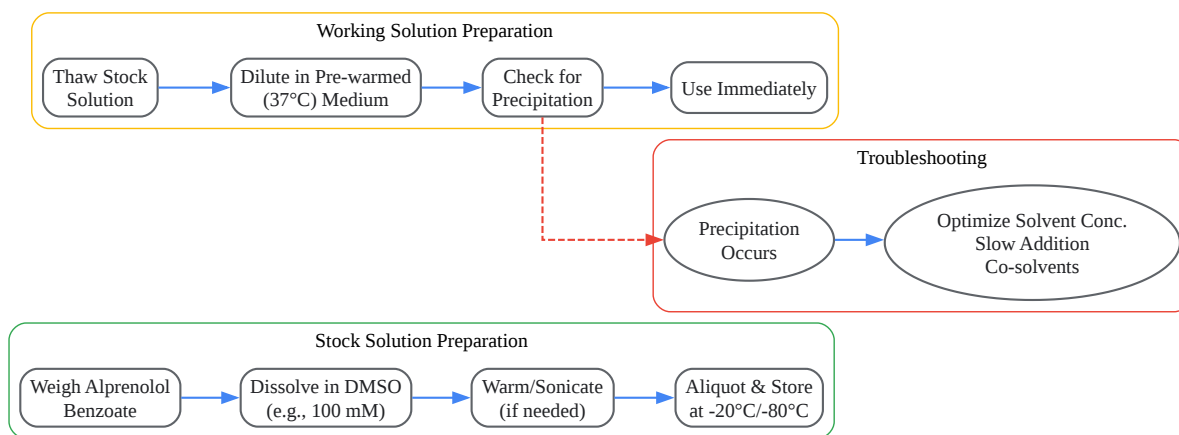 Working Solution Preparation
Thaw Stock
Solution
Dilute in Pre-warmed
(37°C) Medium
Check for
Precipitation
Use Immediately
Troubleshooting
Precipitation
Occurs
Optimize Solvent Conc.
Slow Addition
Co-solvents
Stock Solution Preparation
Weigh Alprenolol
Benzoate
Dissolve in DMSO
(e.g., 100 mM)
Warm/Sonicate
(if needed)
Aliquot & Store
at -20°C/-80°C